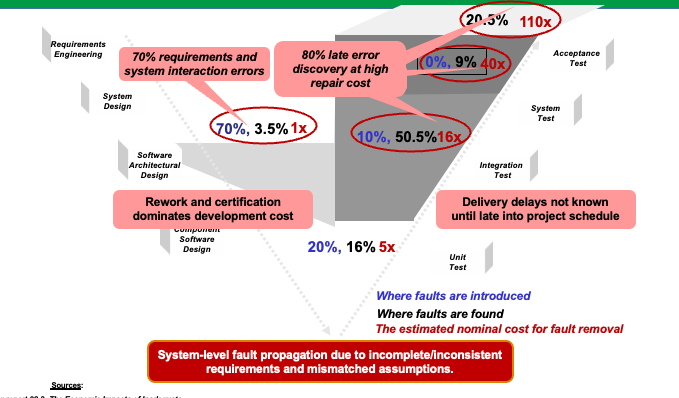 20.5% 110x
Requirements
Engineering
70% requirements and
system interaction errors
80% late error
discovery at high
repair cost
0%, 9% 40x
Acceptance
Test
System
Design
System
Test
70%, 3.5% 1x
10%, 50.5% 16x
Software
Architectural
Design
Integration
Test
Rework and certification
dominates development cost
Delivery delays not known
until late into project schedule
Component
Software
Design
20%, 16% 5x
Unit
Test
Where faults are introduced
Where faults are found
The estimated nominal cost for fault removal
System-level fault propagation due to incomplete/inconsistent
requirements and mismatched assumptions.
Sources: